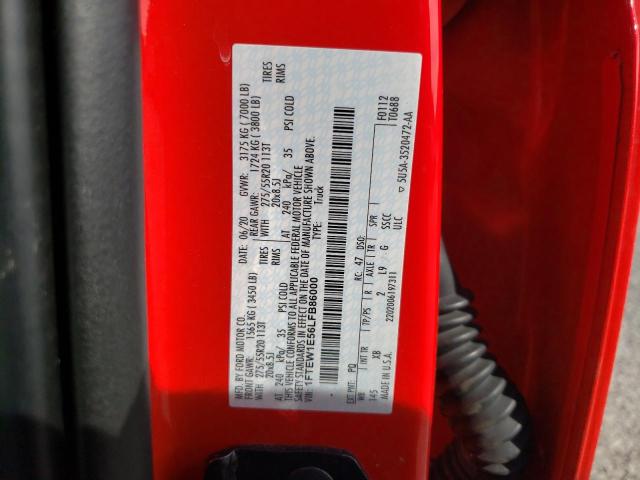 MFD. BY FORD MOTOR CO.
DATE: 06/20 GVWR: 3175 KG ( 7000 LB)
FRONT GAWR: 1565 KG ( 3450 LB) REAR GAWR: 1724 KG ( 3800 LB)
WITH 275/55R20 113T TIRES WITH 275/55R20 113T TIRES
20x8.5J RIMS 20x8.5J RIMS
AT 240 kPa/ 35 PSI COLD AT 240 kPa/ 35 PSI COLD
THIS VEHICLE CONFORMS TO ALL APPLICABLE FEDERAL MOTOR VEHICLE
SAFETY STANDARDS IN EFFECT ON THE DATE OF MANUFACTURE SHOWN ABOVE.
VIN: 1FTEW1E56LFB86000 TYPE: Truck
F0112
T0688
EXT PNT: PQ RC: 47 DSO:
WB INT TR TP/PS R AXLE TR SPR
145 XB 2 L9 G SSCC
ULC
MADE IN U.S.A. 2202006197311
▽ 5U5A-3520472-AA